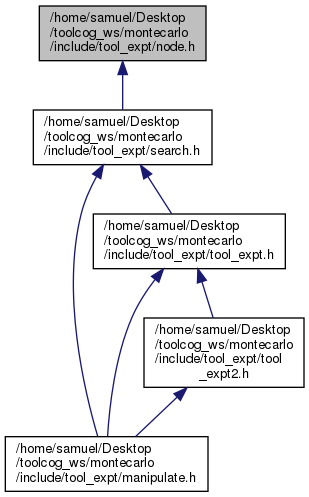 /home/samuel/Desktop
/toolcog_ws/montecarlo
/include/tool_expt/node.h
/home/samuel/Desktop
/toolcog_ws/montecarlo
/include/tool_expt/search.h
/home/samuel/Desktop
/toolcog_ws/montecarlo
/include/tool_expt/tool_expt.h
/home/samuel/Desktop
/toolcog_ws/montecarlo
/include/tool_expt/tool
_expt2.h
/home/samuel/Desktop
/toolcog_ws/montecarlo
/include/tool_expt/manipulate.h